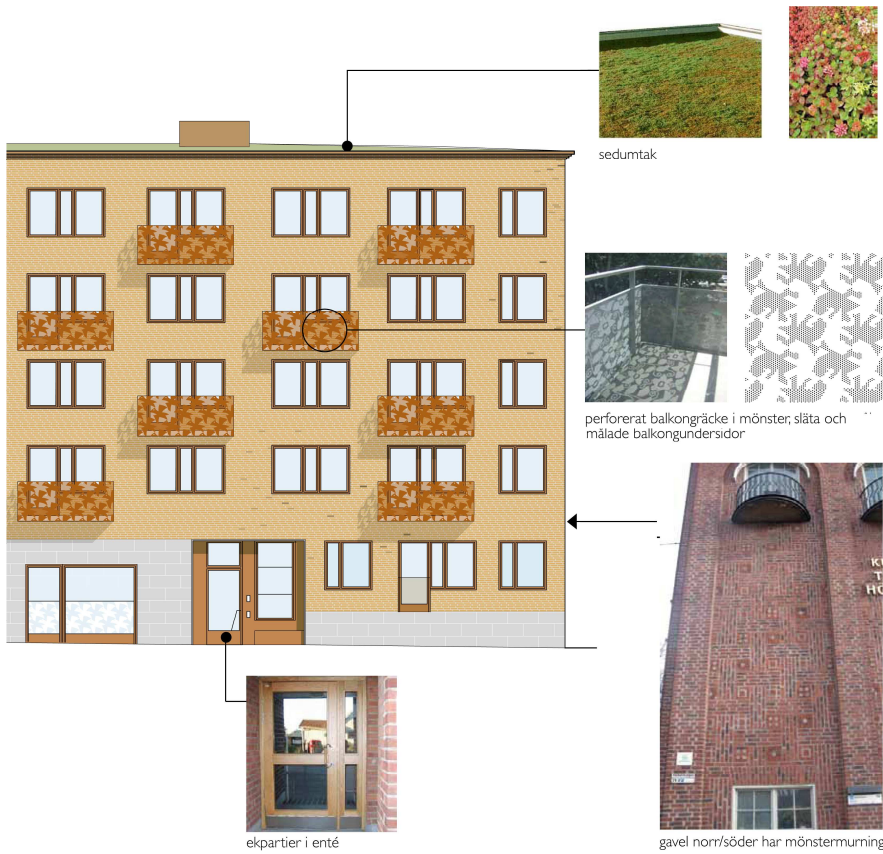 sedumtak
perforerat balkongräcke i mönster, släta och
målade balkongundersidor
ekpartier i enté
gavel norr/söder har mönstermurning